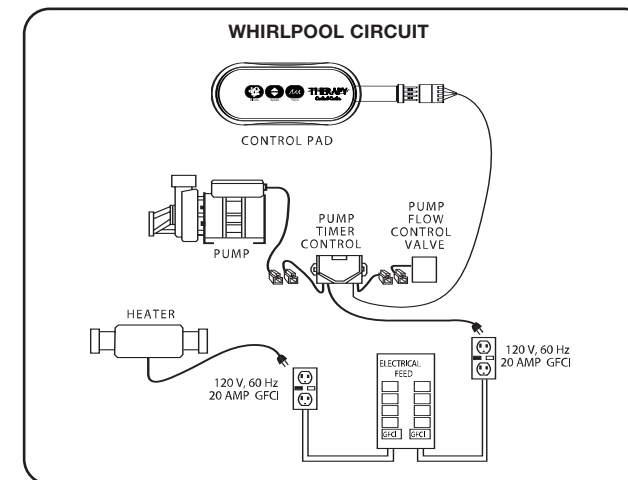 WHIRLPOOL CIRCUIT
THERAPY
CONTROL PAD
PUMP
PUMP
TIMER
CONTROL
PUMP
FLOW
CONTROL
VALVE
HEATER
120 V, 60 Hz
20 AMP GFCI
ELECTRICAL
FEED
GFCI
GFCI
120 V, 60 Hz
20 AMP GFCI